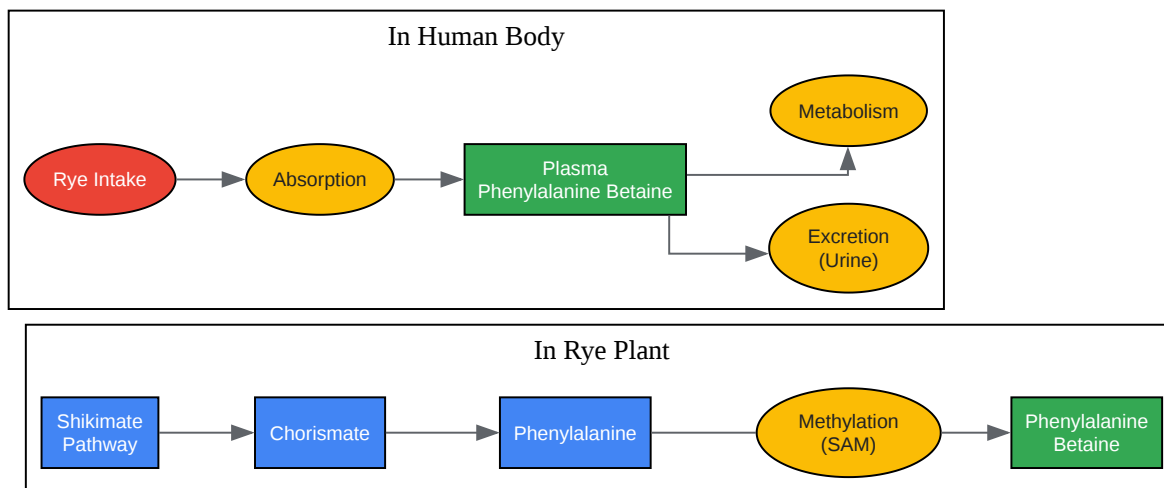 In Human Body
Rye Intake
Absorption
Plasma
Phenylalanine Betaine
Metabolism
Excretion
(Urine)
In Rye Plant
Shikimate
Pathway
Chorismate
Phenylalanine
Methylation
(SAM)
Phenylalanine
Betaine